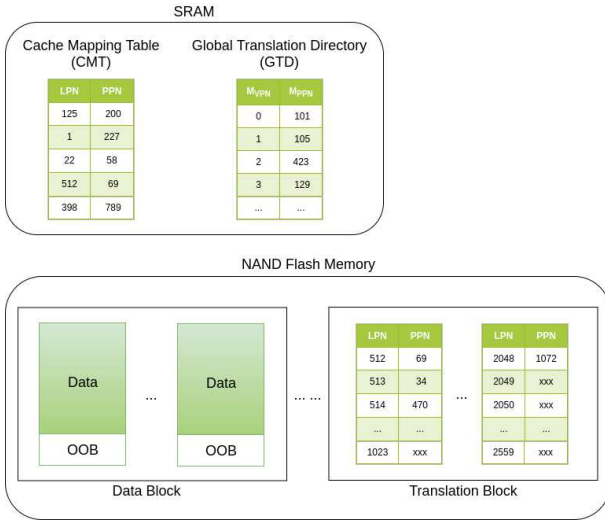 SRAM
Cache Mapping Table
(CMT)
LPN PPN
125 200
1 227
22 58
512 69
398 789
Global Translation Directory
(GTD)
MVPN MPPN
0 101
1 105
2 423
3 129
... ...
NAND Flash Memory
Data
OOB
...
Data
OOB
Data Block
... ...
LPN PPN
512 69
513 34
514 470
... ...
1023 xxx
...
LPN PPN
2048 1072
2049 xxx
2050 xxx
... ...
2559 xxx
Translation Block